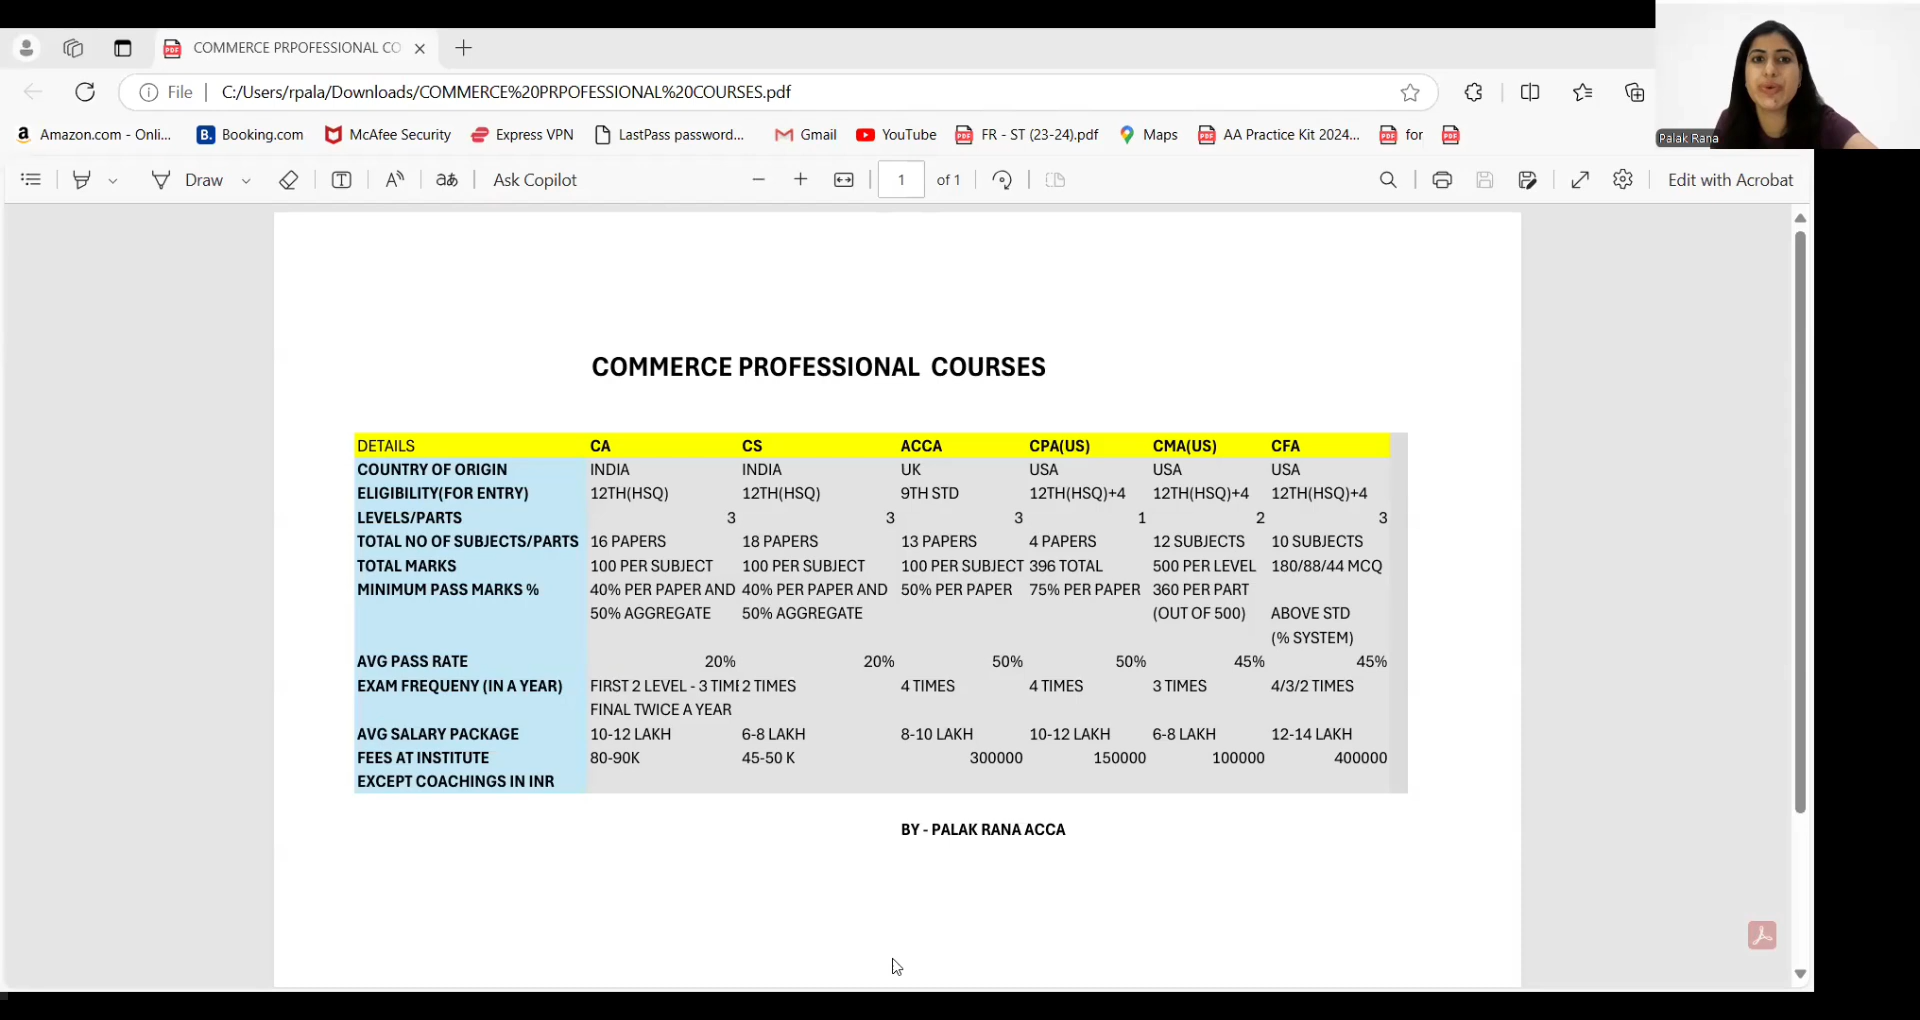 COMMERCE PRPOFESSIONAL CO
File C:/Users/rpala/Downloads/COMMERCE%20PRPOFESSIONAL%20COURSES.pdf
Palak Rana
Amazon.com - Onli... Booking.com McAfee Security Express VPN LastPass password... Gmail YouTube FR - ST (23-24).pdf Maps AA Practice Kit 2024... for
Draw Ask Copilot 1 of 1 Edit with Acrobat
COMMERCE PROFESSIONAL COURSES
DETAILS CA CS ACCA CPA(US) CMA(US) CFA
COUNTRY OF ORIGIN INDIA INDIA UK USA USA USA
ELIGIBILITY(FOR ENTRY) 12TH(HSQ) 12TH(HSQ) 9TH STD 12TH(HSQ)+4 12TH(HSQ)+4 12TH(HSQ)+4
LEVELS/PARTS 3 3 3 1 2 3
TOTAL NO OF SUBJECTS/PARTS 16 PAPERS 18 PAPERS 13 PAPERS 4 PAPERS 12 SUBJECTS 10 SUBJECTS
TOTAL MARKS 100 PER SUBJECT 100 PER SUBJECT 100 PER SUBJECT 396 TOTAL 500 PER LEVEL 180/88/44 MCQ
MINIMUM PASS MARKS % 40% PER PAPER AND 40% PER PAPER AND 50% PER PAPER 75% PER PAPER 360 PER PART
50% AGGREGATE 50% AGGREGATE (OUT OF 500) ABOVE STD
(% SYSTEM)
AVG PASS RATE 20% 20% 50% 50% 45% 45%
EXAM FREQUENY (IN A YEAR) FIRST 2 LEVEL - 3 TIME 2 TIMES 4 TIMES 4 TIMES 3 TIMES 4/3/2 TIMES
FINAL TWICE A YEAR
AVG SALARY PACKAGE 10-12 LAKH 6-8 LAKH 8-10 LAKH 10-12 LAKH 6-8 LAKH 12-14 LAKH
FEES AT INSTITUTE 80-90K 45-50 K 300000 150000 100000 400000
EXCEPT COACHINGS IN INR
BY - PALAK RANA ACCA